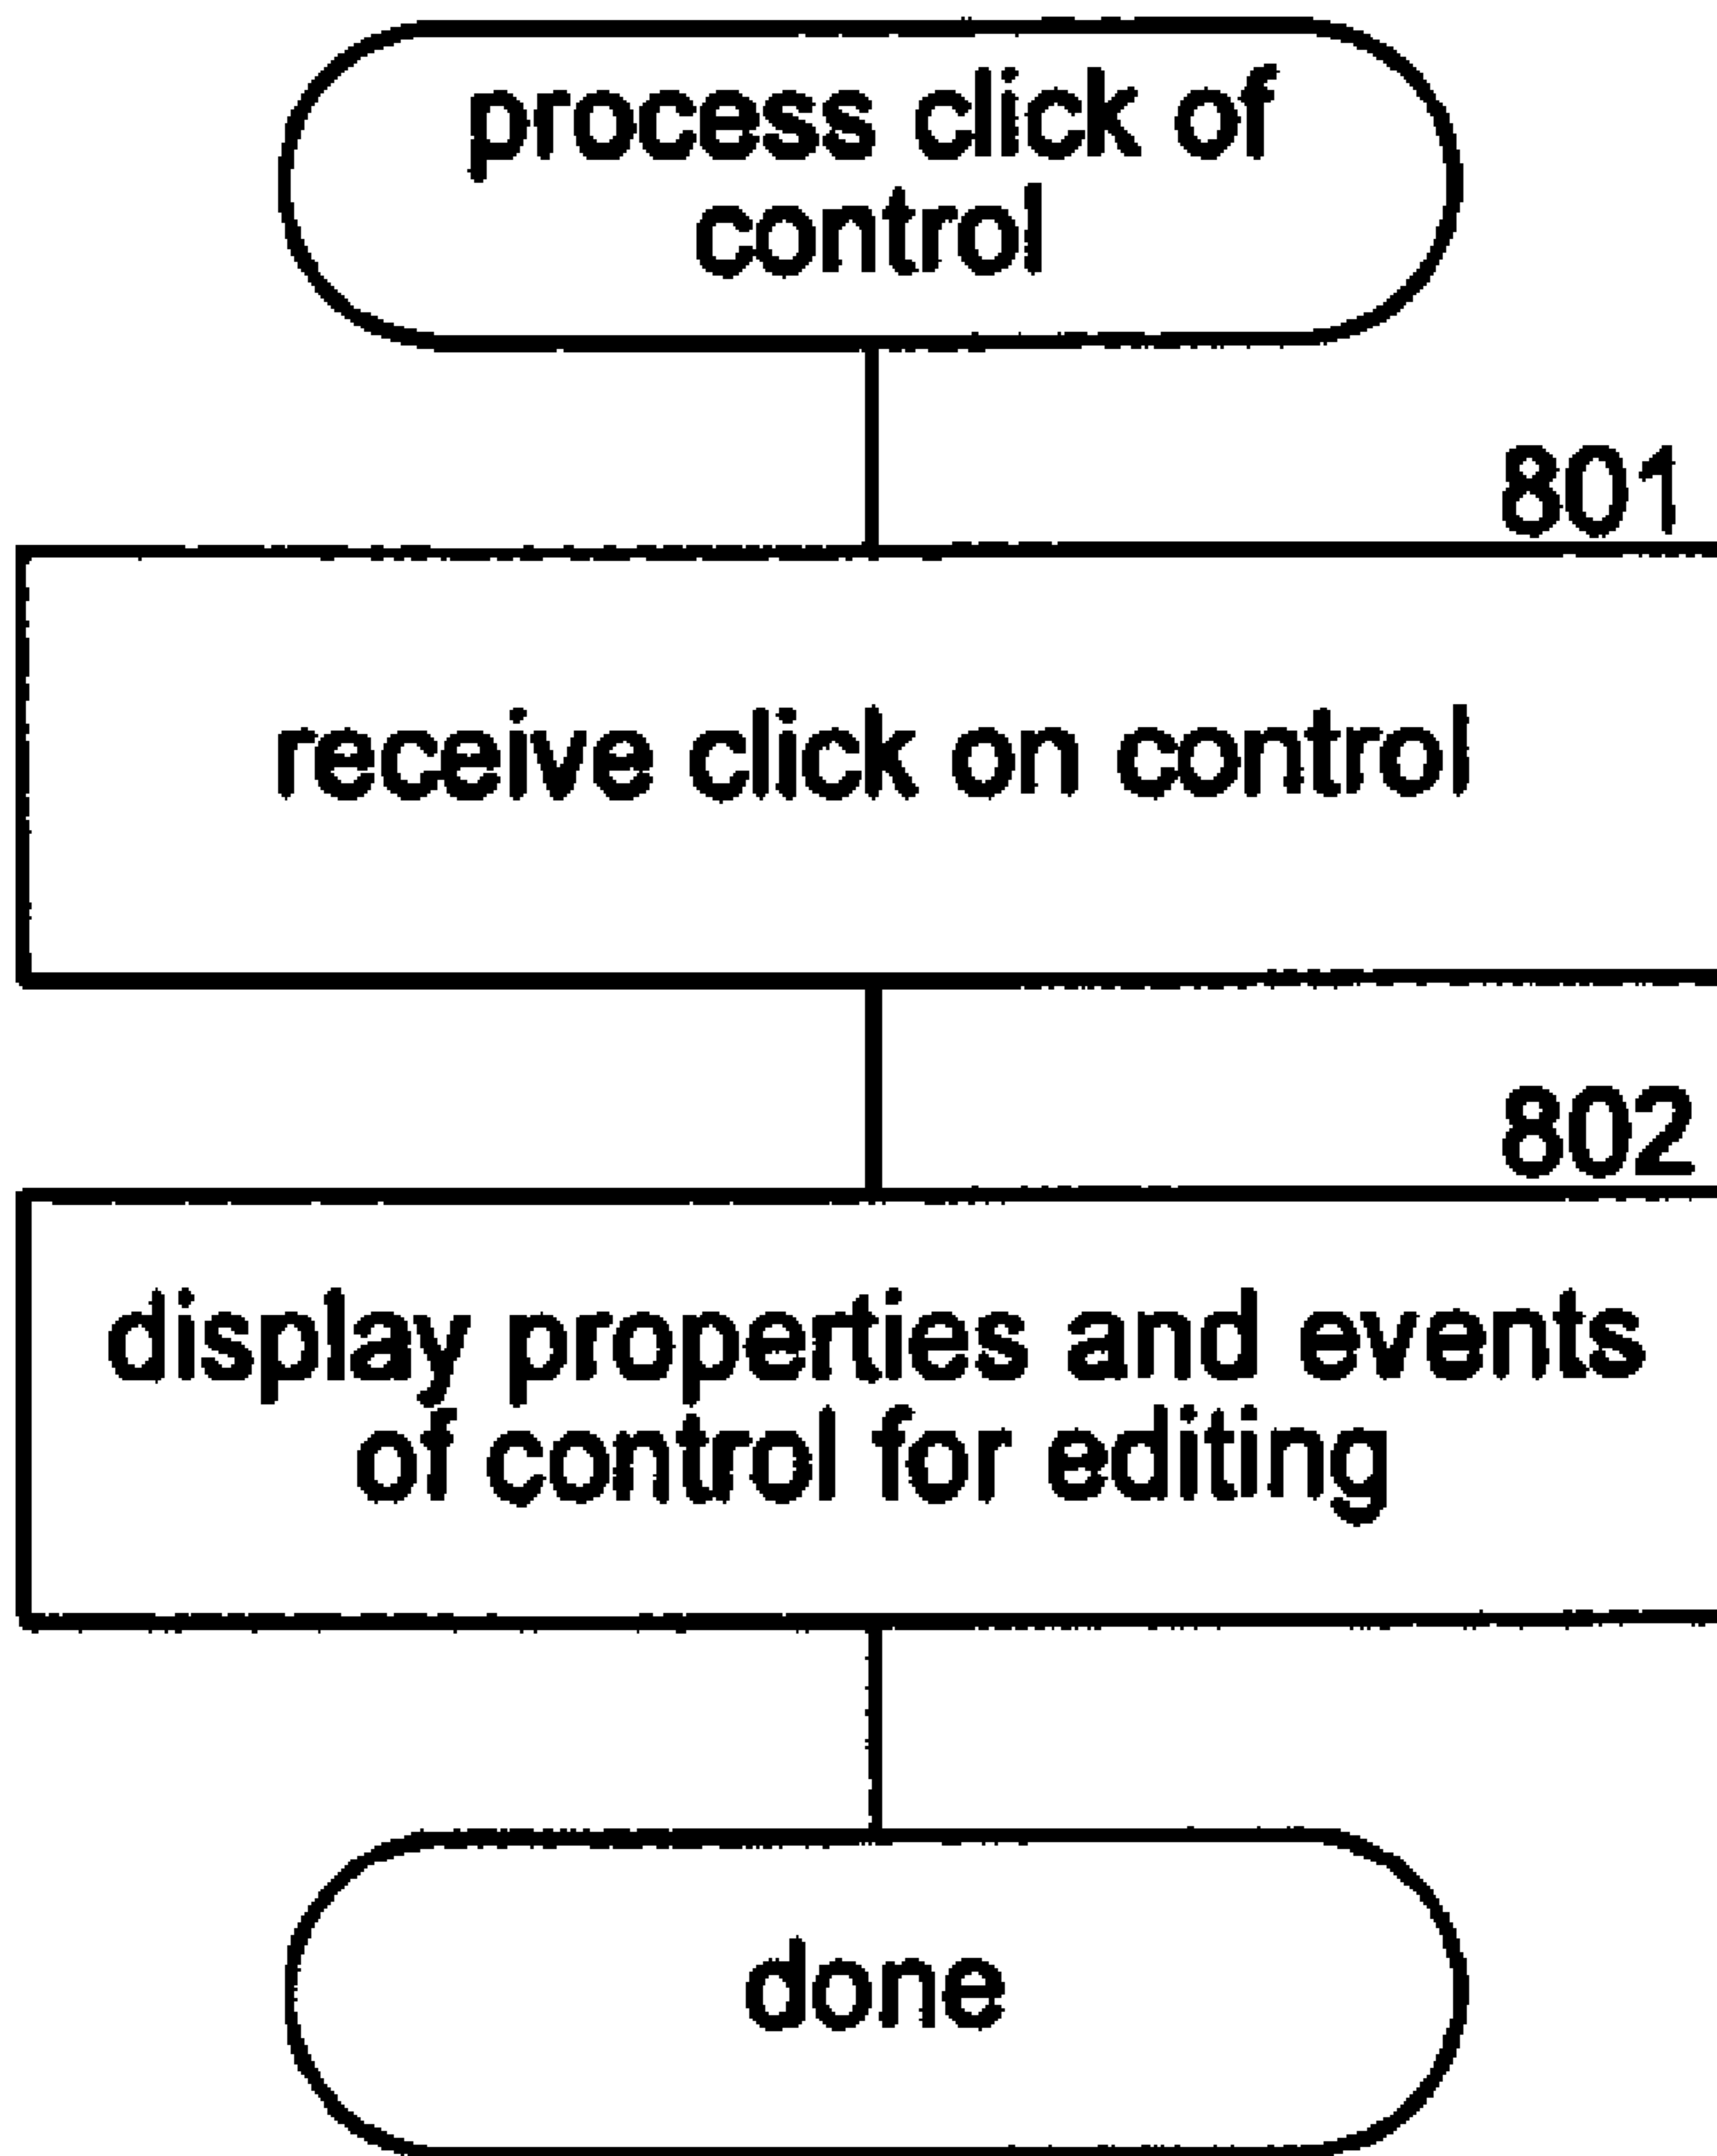 process click of
control
801
receive click on control
802
display properties and events
of control for editing
done